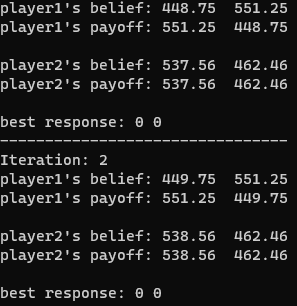 player1's belief: 448.75  551.25
player1's payoff: 551.25  448.75
player2's belief: 537.56  462.46
player2's payoff: 537.56  462.46
best response: 0 0
--------------------------------
Iteration: 2
player1's belief: 449.75  551.25
player1's payoff: 551.25  449.75
player2's belief: 538.56  462.46
player2's payoff: 538.56  462.46
best response: 0 0